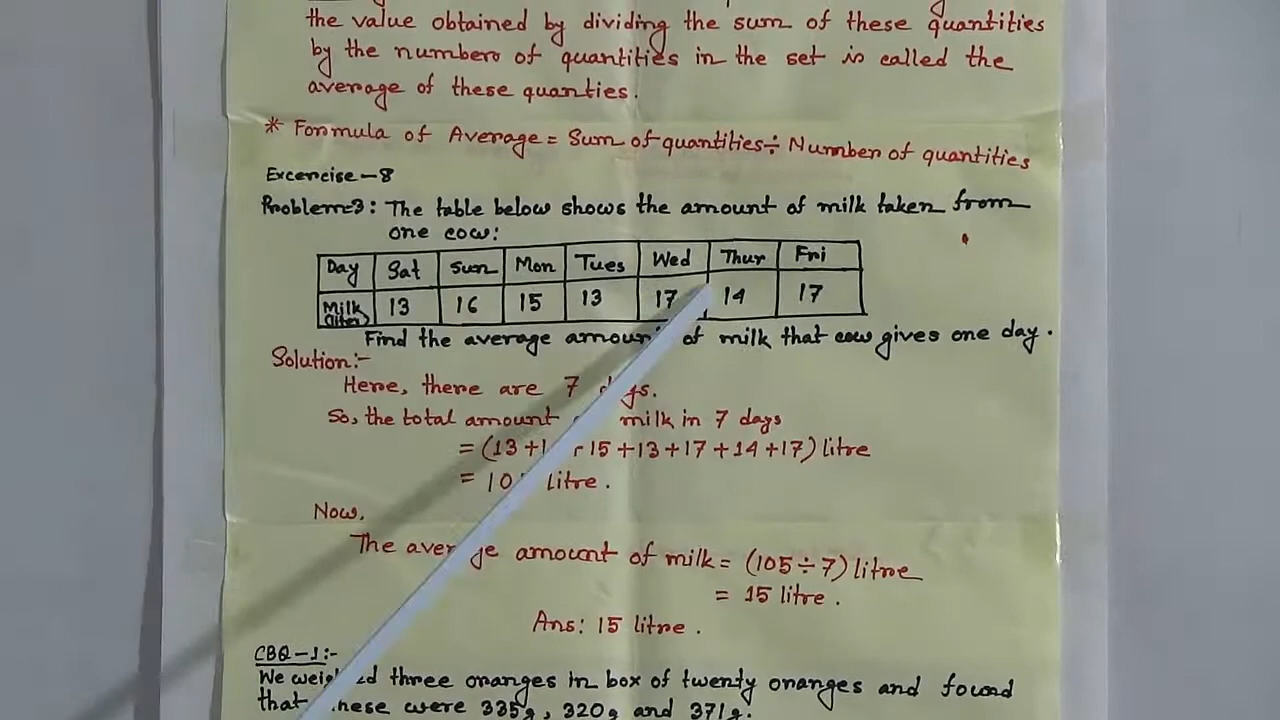 the value obtained by dividing the sum of these quantities
by the numbers of quantities in the set is called the
average of these quanties.
* Formula of Average = Sum of quantities ÷ Number of quantities
Excencise-8
Problem-3: The table below shows the amount of milk taken from
one cow:
Day Sat Sun Mon Tues Wed Thur Fri
Milk 13 16 15 13 17 14 17
Find the average amount of milk that cow gives one day.
Solution:-
Here, there are 7
So, the total amount milk in 7 days
= (13+ 15+13+17+14+17) litre
= litre.
Now,
The average amount of milk = (105÷7) litre
= 15 litre.
Ans: 15 litre.
CBQ-1:-
We weighed three oranges in box of twenty oranges and found
that these were 335g, 320g and 371g.